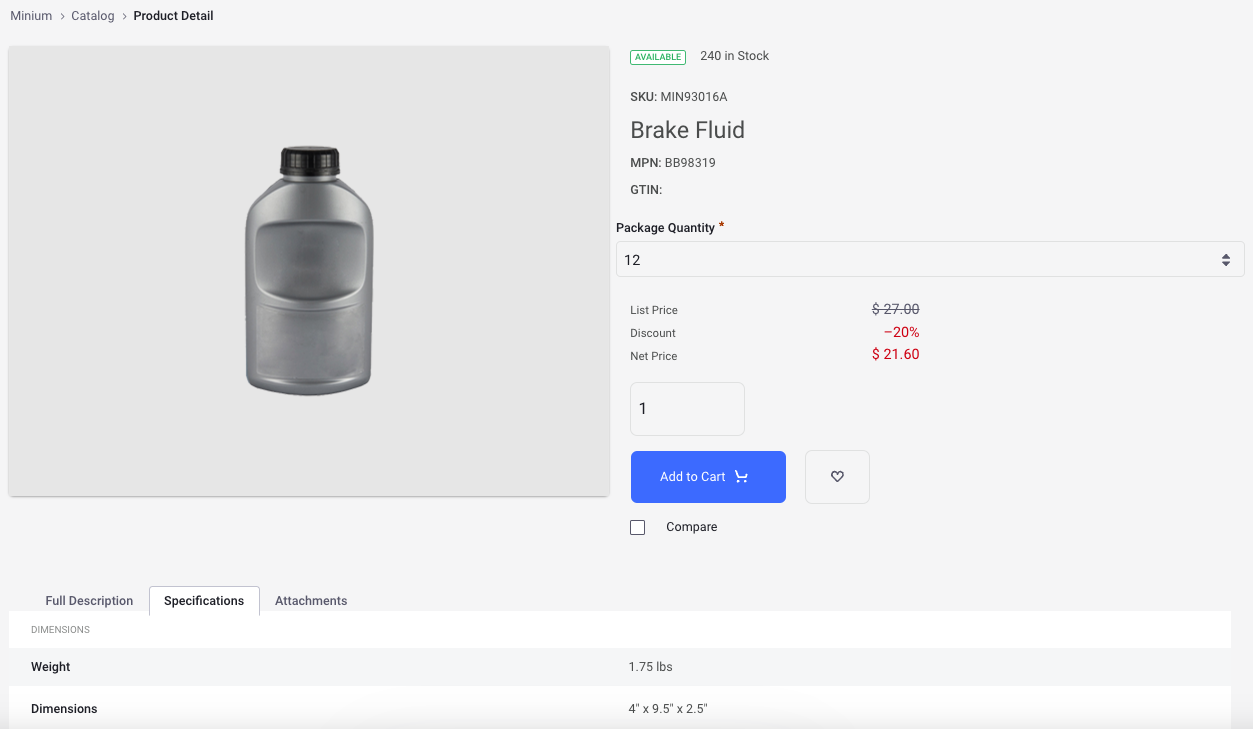 Minium > Catalog > Product Detail
AVAILABLE 240 in Stock
SKU: MIN93016A
Brake Fluid
MPN: BB98319
GTIN:
Package Quantity *
12
List Price $ 27.00
Discount –20%
Net Price $ 21.60
1
Add to Cart
Compare
Full Description Specifications Attachments
DIMENSIONS
Weight 1.75 lbs
Dimensions 4" x 9.5" x 2.5"